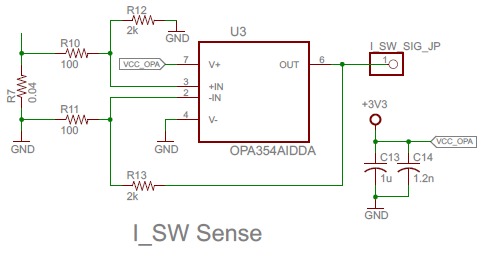 R12
2k
GND
U3
I_SW_SIG_JP
R10
100
VCC_OPA
7
V+
OUT
6
1
R7
0.04
3
+IN
2
-IN
R11
100
4
V-
GND
GND
OPA354AIDDA
+3V3
VCC_OPA
R13
2k
C13
C14
1u
1.2n
GND
I_SW Sense